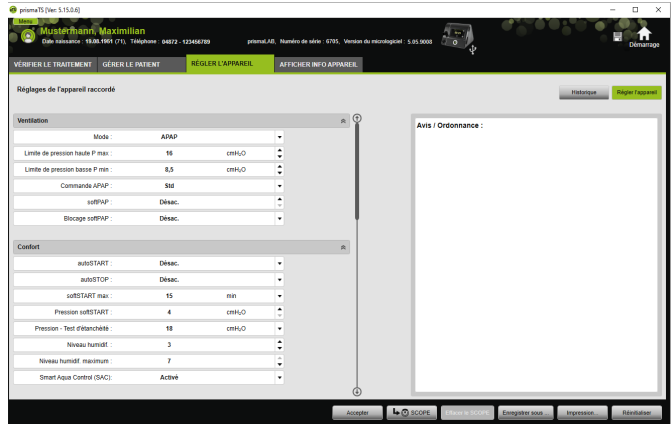 prismaTS [Ver: 5.15.0.6]
Menu
Mustermann, Maximilian
Date naissance : 19.08.1961 (71), Téléphone : 04872 - 123456789
prismaLAB, Numéro de série : 6705, Version du micrologiciel : 5.05.9008
Démarrage
VÉRIFIER LE TRAITEMENT GÉRER LE PATIENT RÉGLER L'APPAREIL AFFICHER INFO APPAREIL
Réglages de l'appareil raccordé
Historique Régler l'appareil
Ventilation
Mode : APAP
Limite de pression haute P max : 16 cmH₂O
Limite de pression basse P min : 8,5 cmH₂O
Commande APAP : Std
softPAP : Désac.
Blocage softPAP : Désac.
Confort
autoSTART : Désac.
autoSTOP : Désac.
softSTART max : 15 min
Pression softSTART : 4 cmH₂O
Pression - Test d'étanchéité : 18 cmH₂O
Niveau humidif. : 3
Niveau humidif. maximum : 7
Smart Aqua Control (SAC): Activé
Avis / Ordonnance :
Accepter SCOPE Effacer le SCOPE Enregistrer sous... Impression... Réinitialiser